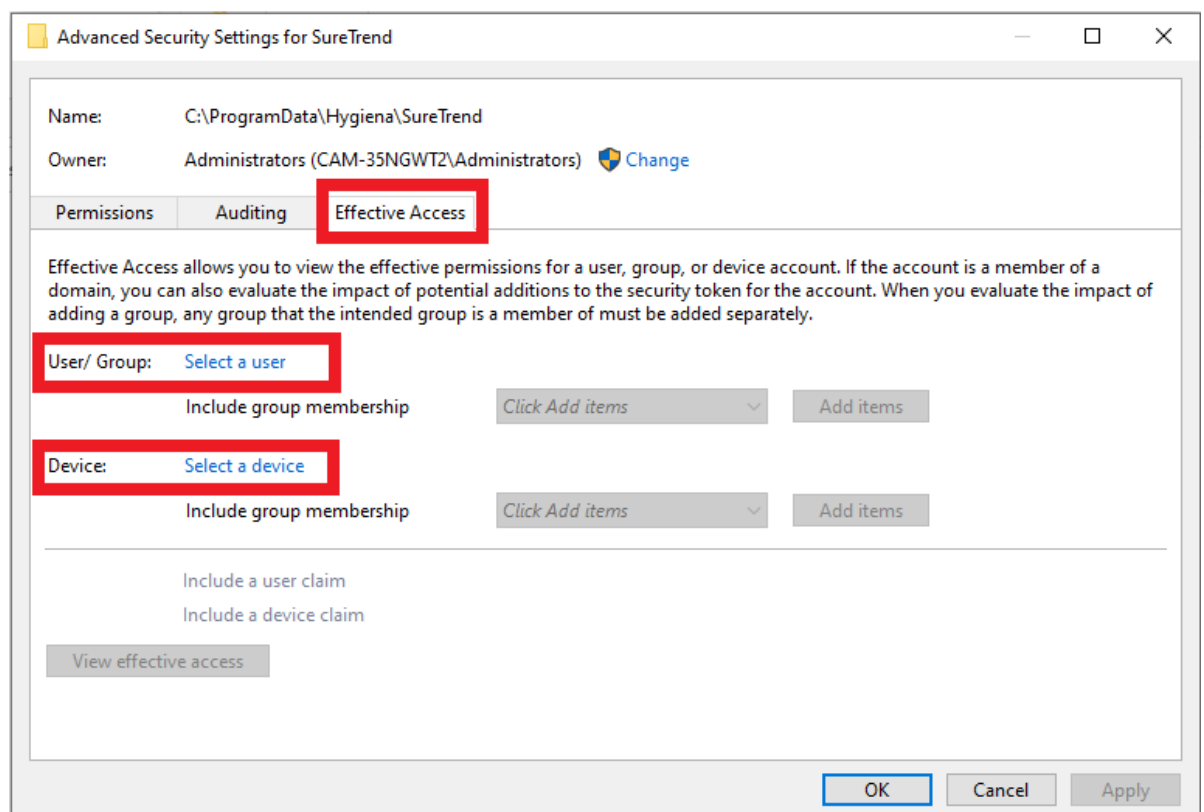 Advanced Security Settings for SureTrend
Name: C:\ProgramData\Hygiena\SureTrend
Owner: Administrators (CAM-35NGWT2\Administrators) Change
Permissions Auditing Effective Access
Effective Access allows you to view the effective permissions for a user, group, or device account. If the account is a member of a
domain, you can also evaluate the impact of potential additions to the security token for the account. When you evaluate the impact of
adding a group, any group that the intended group is a member of must be added separately.
User/ Group: Select a user
Include group membership Click Add items Add items
Device: Select a device
Include group membership Click Add items Add items
Include a user claim
Include a device claim
View effective access
OK Cancel Apply